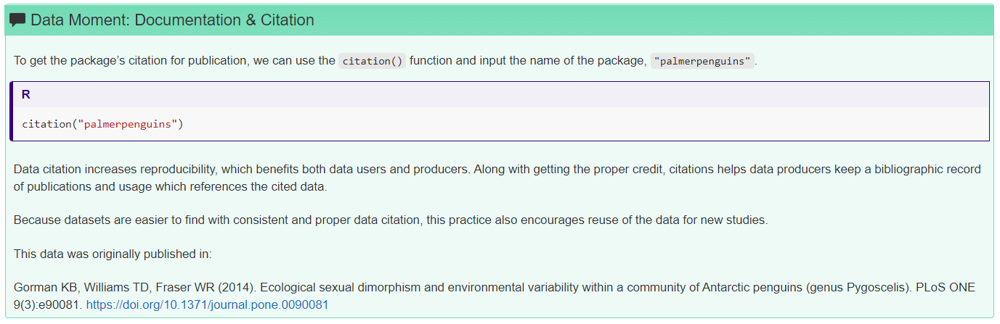 Data Moment: Documentation & Citation
To get the package’s citation for publication, we can use the citation() function and input the name of the package, "palmerpenguins".
R
citation("palmerpenguins")
Data citation increases reproducibility, which benefits both data users and producers. Along with getting the proper credit, citations helps data producers keep a bibliographic record
of publications and usage which references the cited data.
Because datasets are easier to find with consistent and proper data citation, this practice also encourages reuse of the data for new studies.
This data was originally published in:
Gorman KB, Williams TD, Fraser WR (2014). Ecological sexual dimorphism and environmental variability within a community of Antarctic penguins (genus Pygoscelis). PLoS ONE
9(3):e90081. https://doi.org/10.1371/journal.pone.0090081